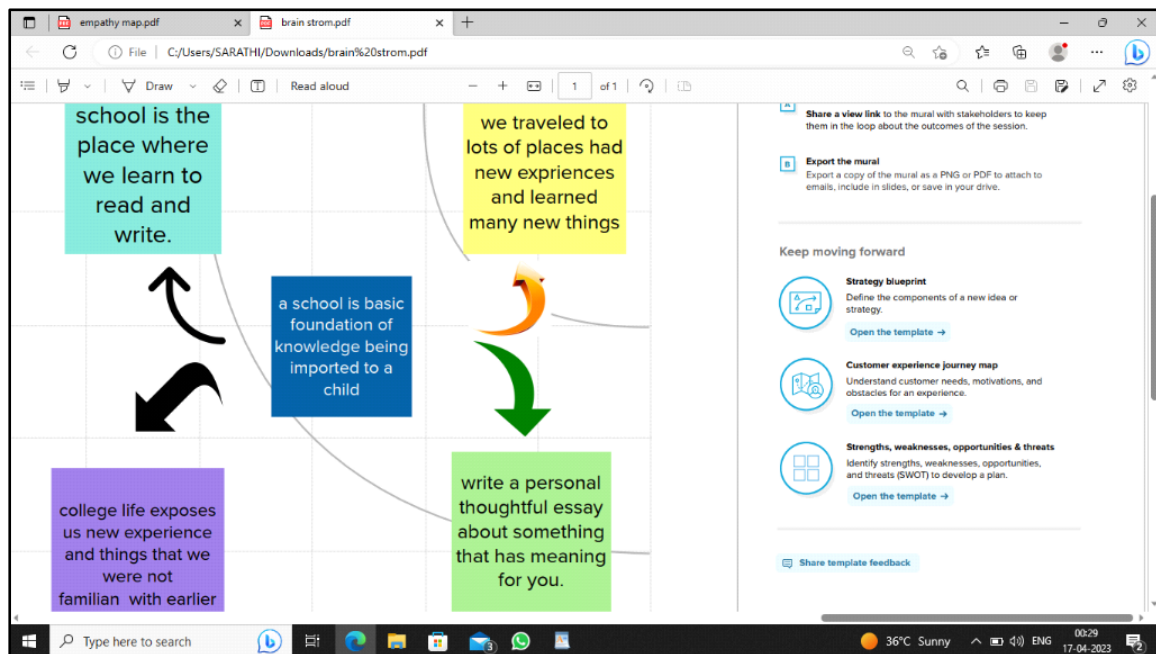 empathy map.pdf
brain strom.pdf
File
C:/Users/SARATHI/Downloads/brain%20strom.pdf
Draw
Read aloud
1
of 1
school is the
place where
we learn to
read and
write.
we traveled to
lots of places had
new expriences
and learned
many new things
a school is basic
foundation of
knowledge being
imported to a
child
college life exposes
us new experience
and things that we
were not
familian with earlier
write a personal
thoughtful essay
about something
that has meaning
for you.
A
Share a view link to the mural with stakeholders to keep
them in the loop about the outcomes of the session.
B
Export the mural
Export a copy of the mural as a PNG or PDF to attach to
emails, include in slides, or save in your drive.
Keep moving forward
Strategy blueprint
Define the components of a new idea or
strategy.
Open the template →
Customer experience journey map
Understand customer needs, motivations, and
obstacles for an experience.
Open the template →
Strengths, weaknesses, opportunities & threats
Identify strengths, weaknesses, opportunities,
and threats (SWOT) to develop a plan.
Open the template →
Share template feedback
Type here to search
3
36°C Sunny
ENG
00:29
17-04-2023
2